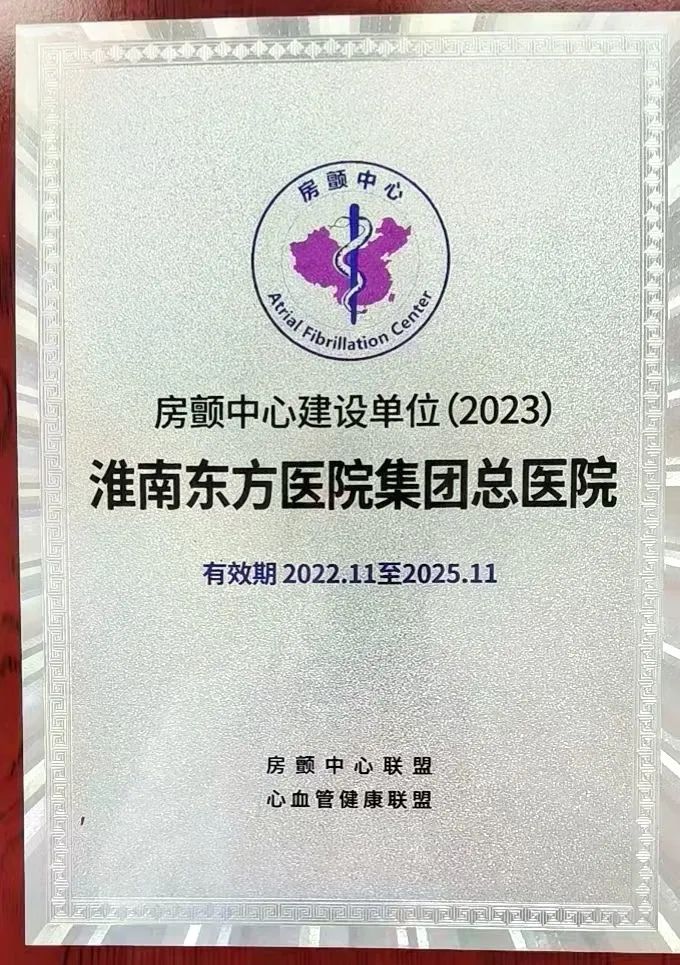 房颤中心
Atrial Fibrillation Center
房颤中心建设单位(2023)
淮南东方医院集团总医院
有效期 2022.11至2025.11
房颤中心联盟
心血管健康联盟